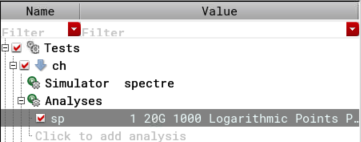 Name Value
Filter Filter
Tests
ch
Simulator spectre
Analyses
sp 1 20G 1000 Logarithmic Points P..
Click to add analysis